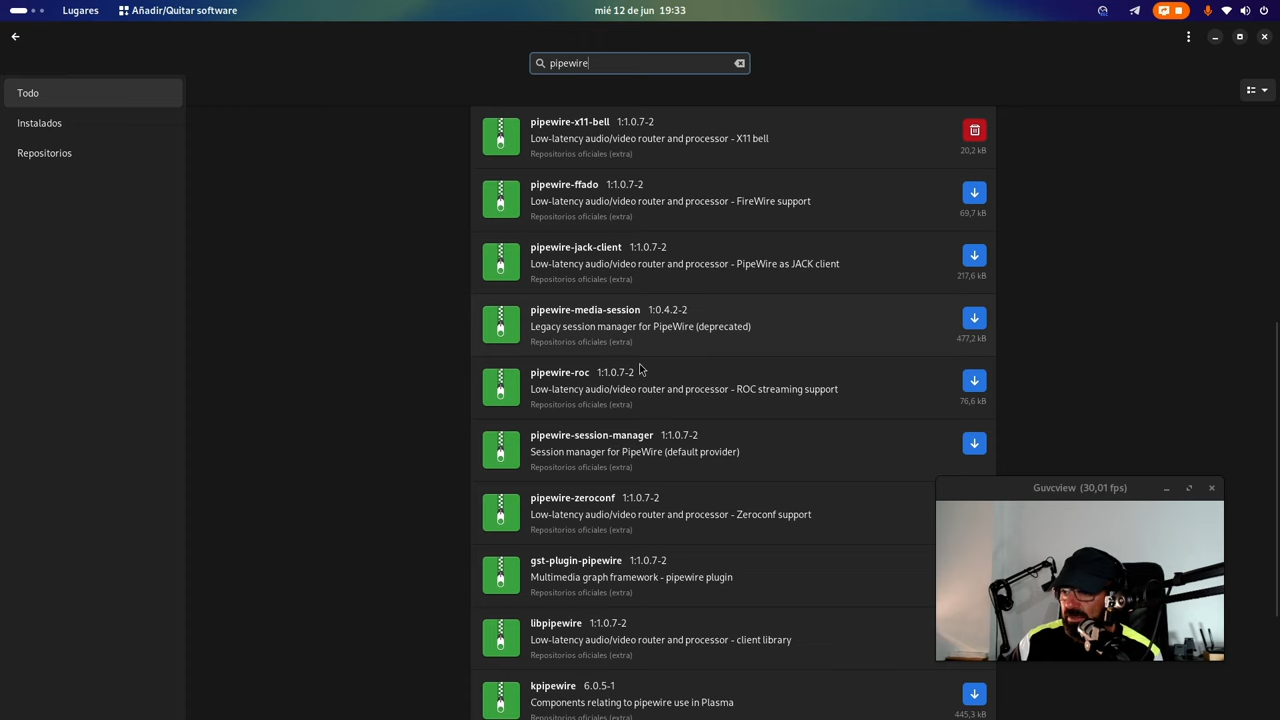 Lugares
Añadir/Quitar software
mié 12 de jun 19:33
pipewire
Todo
Instalados
Repositorios
pipewire-x11-bell 1:1.0.7-2
Low-latency audio/video router and processor - X11 bell
Repositorios oficiales (extra)
20,2 kB
pipewire-ffado 1:1.0.7-2
Low-latency audio/video router and processor - FireWire support
Repositorios oficiales (extra)
69,7 kB
pipewire-jack-client 1:1.0.7-2
Low-latency audio/video router and processor - PipeWire as JACK client
Repositorios oficiales (extra)
217,6 kB
pipewire-media-session 1:0.4.2-2
Legacy session manager for PipeWire (deprecated)
Repositorios oficiales (extra)
477,2 kB
pipewire-roc 1:1.0.7-2
Low-latency audio/video router and processor - ROC streaming support
Repositorios oficiales (extra)
76,6 kB
pipewire-session-manager 1:1.0.7-2
Session manager for PipeWire (default provider)
Repositorios oficiales (extra)
pipewire-zeroconf 1:1.0.7-2
Low-latency audio/video router and processor - Zeroconf support
Repositorios oficiales (extra)
gst-plugin-pipewire 1:1.0.7-2
Multimedia graph framework - pipewire plugin
Repositorios oficiales (extra)
libpipewire 1:1.0.7-2
Low-latency audio/video router and processor - client library
Repositorios oficiales (extra)
kpipewire 6.0.5-1
Components relating to pipewire use in Plasma
Repositorios oficiales (extra)
445,3 kB
Guvcview (30,01 fps)